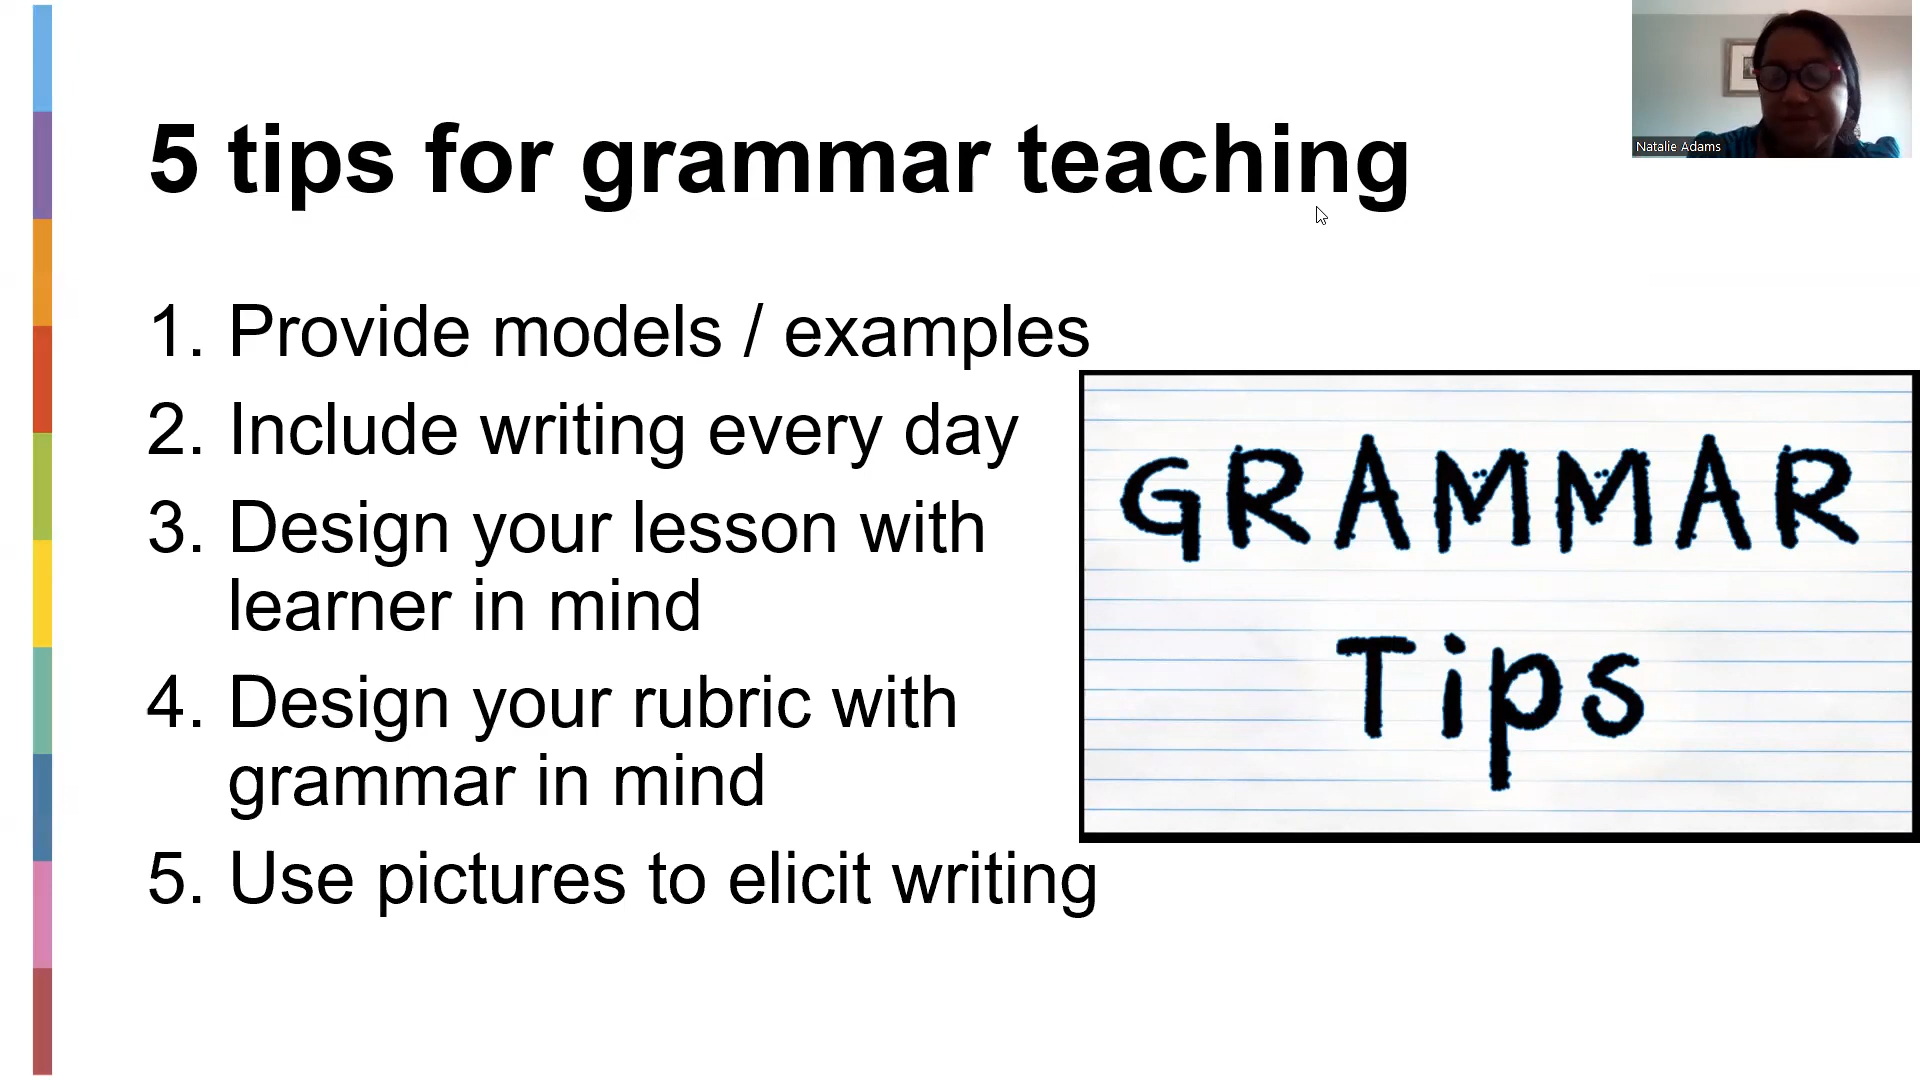 5 tips for grammar teaching
Natalie Adams
1. Provide models / examples
2. Include writing every day
3. Design your lesson with
learner in mind
4. Design your rubric with
grammar in mind
5. Use pictures to elicit writing
GRAMMAR
Tips